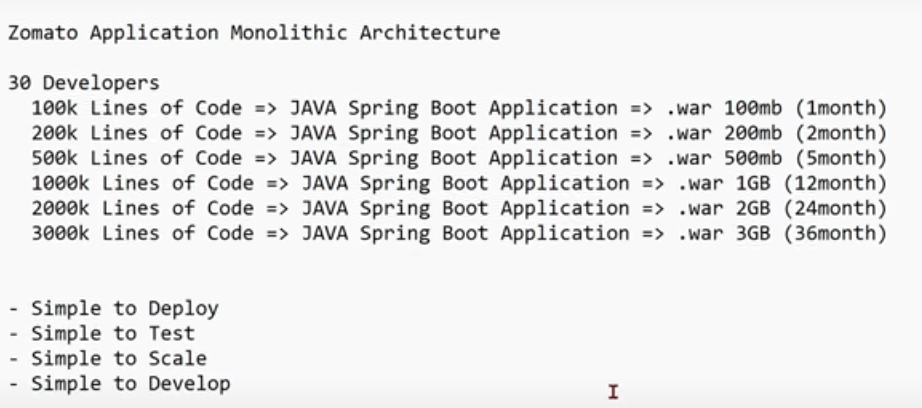 Zomato Application Monolithic Architecture
30 Developers
100k Lines of Code => JAVA Spring Boot Application => .war 100mb (1month)
200k Lines of Code => JAVA Spring Boot Application => .war 200mb (2month)
500k Lines of Code => JAVA Spring Boot Application => .war 500mb (5month)
1000k Lines of Code => JAVA Spring Boot Application => .war 1GB (12month)
2000k Lines of Code => JAVA Spring Boot Application => .war 2GB (24month)
3000k Lines of Code => JAVA Spring Boot Application => .war 3GB (36month)
- Simple to Deploy
- Simple to Test
- Simple to Scale
- Simple to Develop